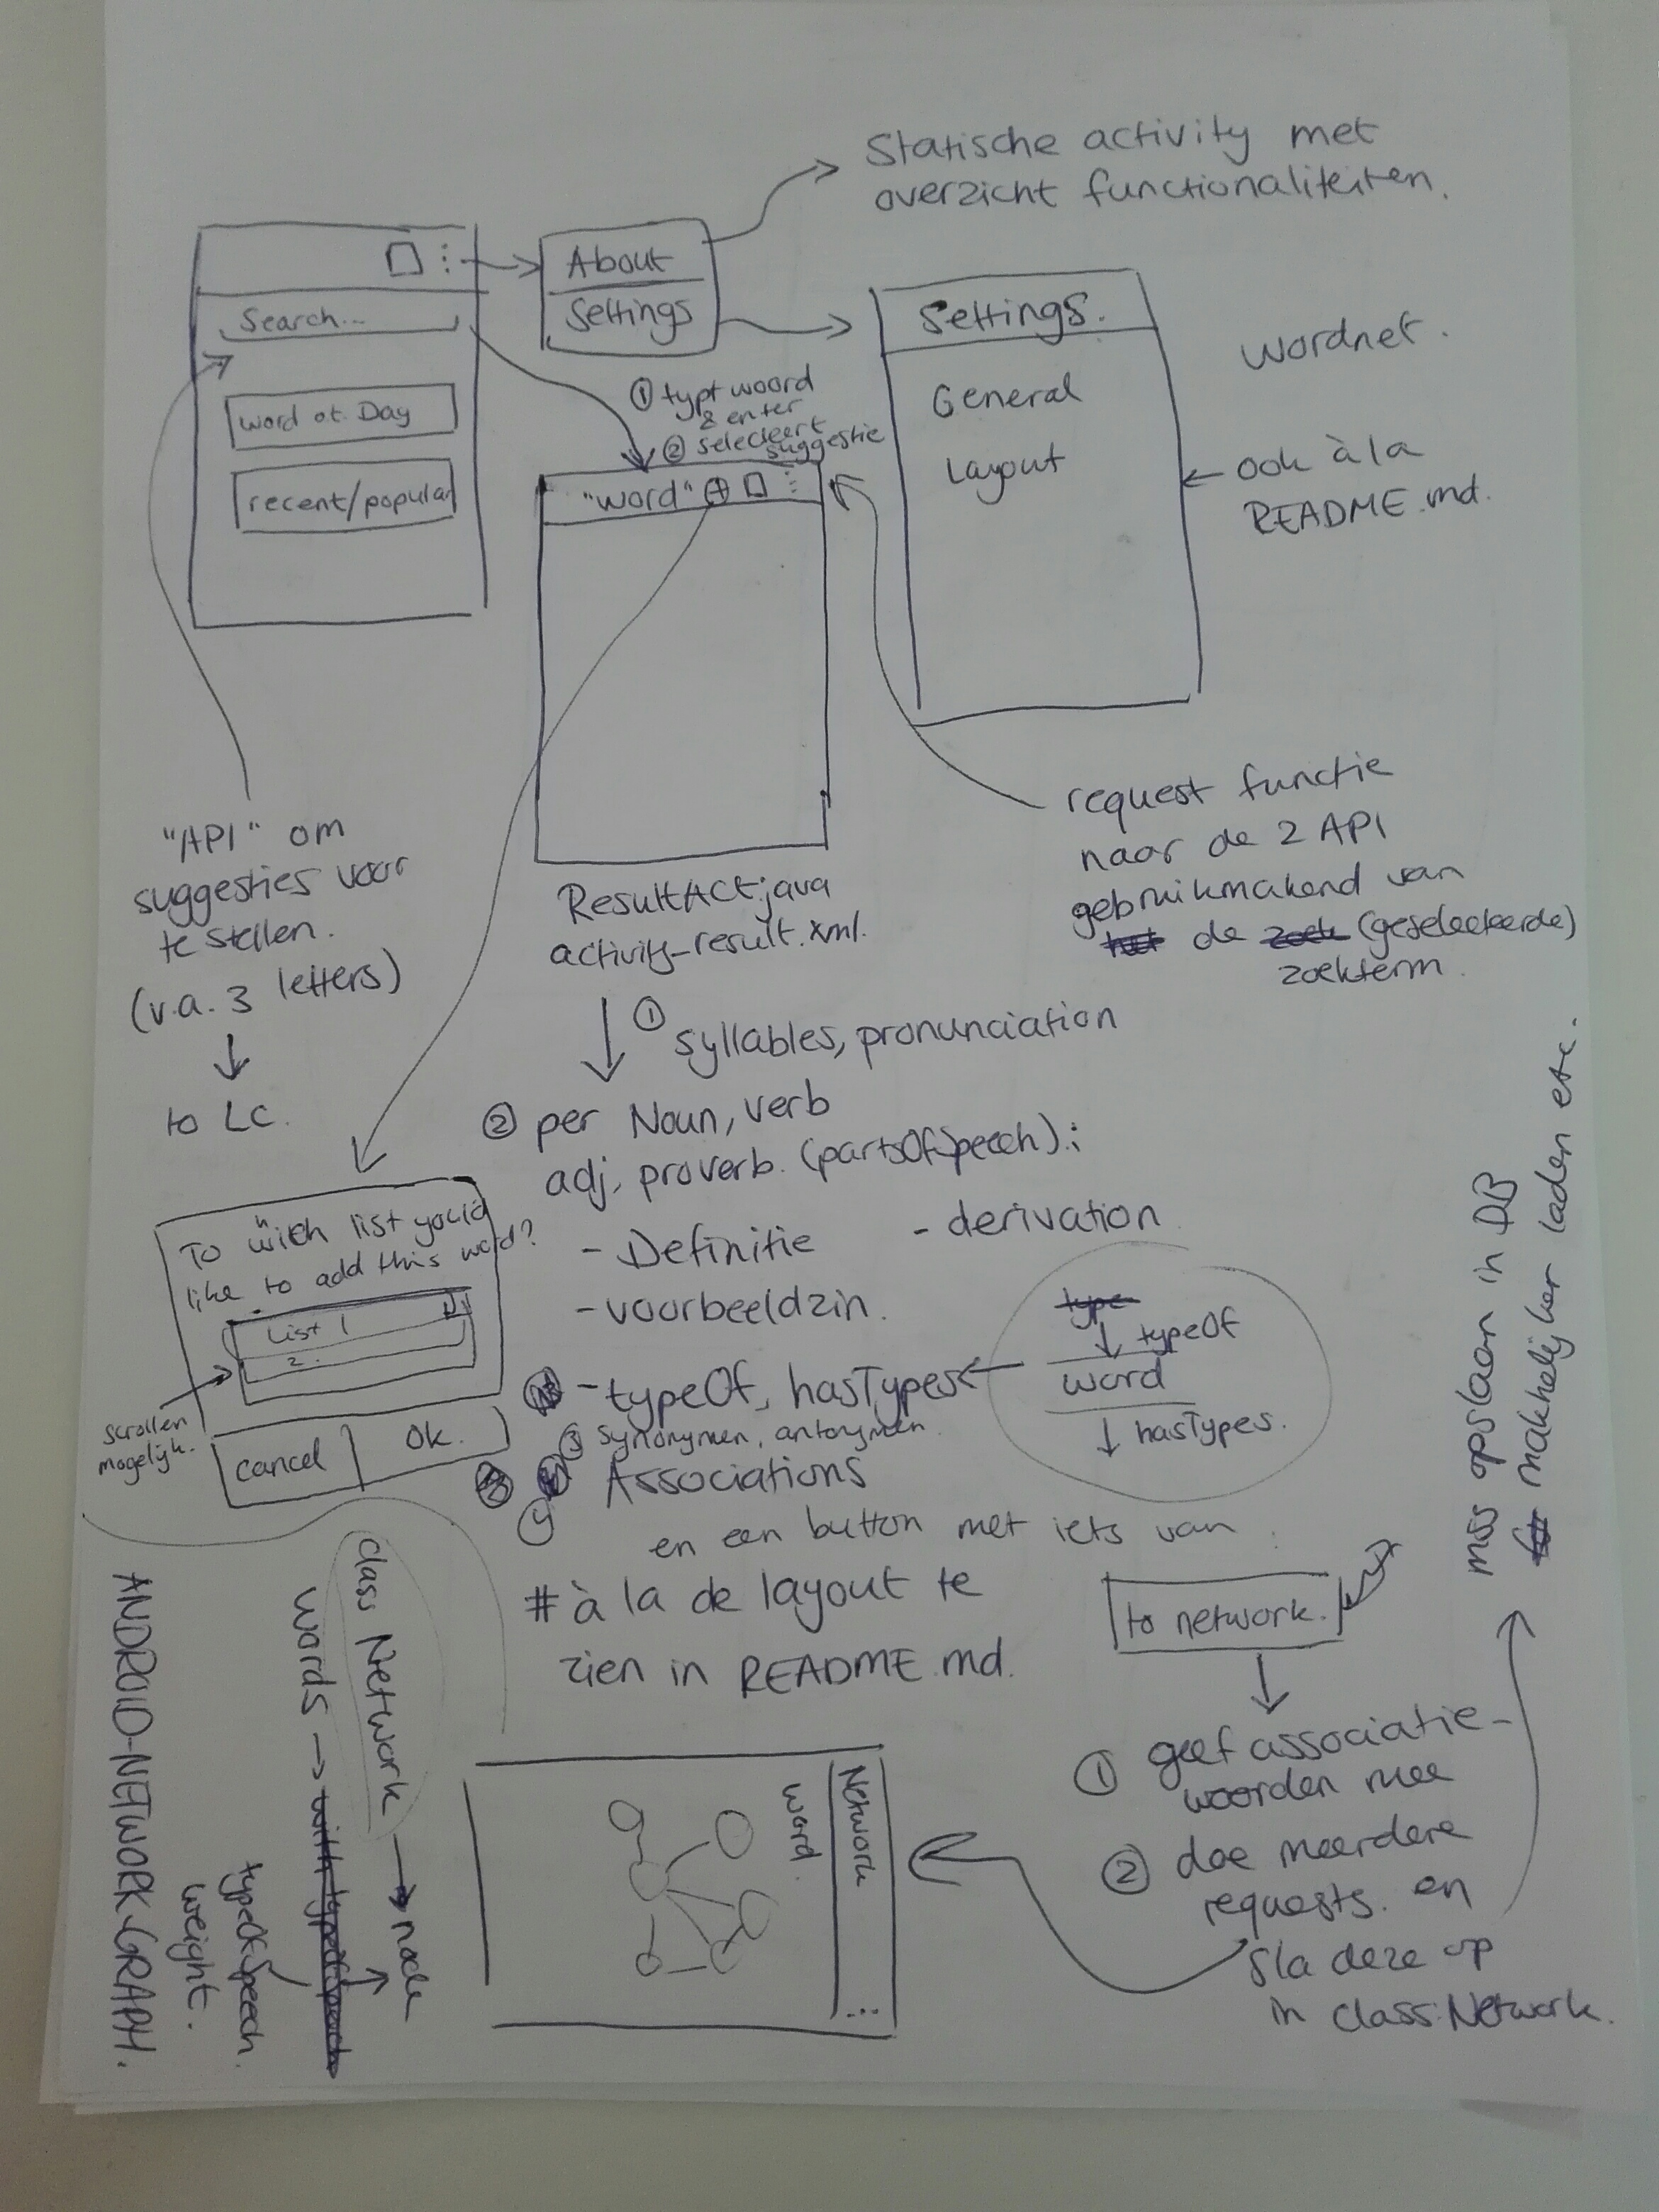 Statische activity met
overzicht functionaliteiten.
About
Settings
Search...
word ot. Day
recent/popular
① typt woord
& enter
② selecteert
suggestie
Settings.
General
Layout
Wordnet.
← ook à la
README.md.
"word"
"API" om
suggesties voor
te stellen.
(v.a. 3 letters)
↓
to LC.
ResultACt.java
activity_result.xml.
request functie
naar de 2 API
gebruikmakend van
het de zoek (geselecteerde)
zoekterm.
① syllables, pronunciation
② per Noun, verb
adj, proverb. (partsOfSpeech).:
- Definitie
- derivation
- voorbeeldzin.
- typeOf, hasTypes
type
↓ typeOf
word
↓ hasTypes.
③ Synonymen, antonymen.
④ Associations
en een button met iets van :
# à la de layout te
zien in README.md.
to network.
① geef associatie-
woorden mee
② doe meerdere
requests. en
sla deze op
in class:Network.
miss opslaan in DB
makkelijker laden etc.
To "wich list you'd
like to add this word?
List 1
2.
cancel
Ok.
scrollen
mogelijk.
class Network → node
words → with typeOfSpeech
typeOfSpeech.
weight.
ANDROID-NETWORK-GRAPH.
Network
word